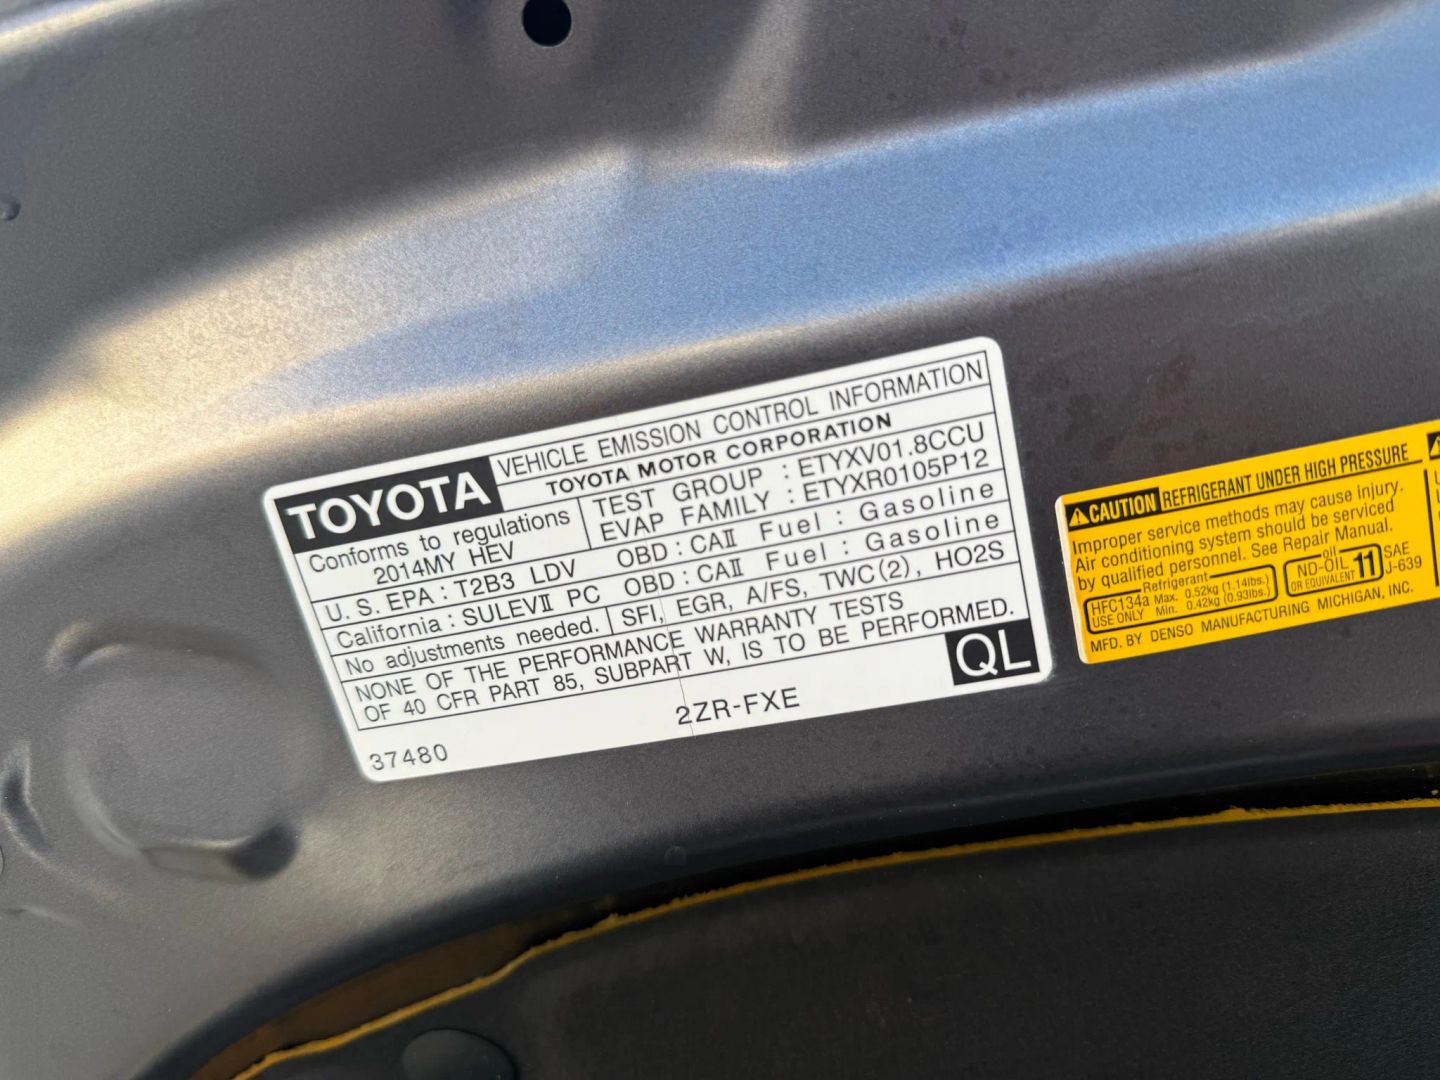 TOYOTA VEHICLE EMISSION CONTROL INFORMATION
TOYOTA MOTOR CORPORATION
Conforms to regulations
2014MY HEV
TEST GROUP : ETYXV01.8CCU
EVAP FAMILY : ETYXR0105P12
U. S. EPA : T2B3 LDV OBD : CAII Fuel : Gasoline
California : SULEVII PC OBD : CAII Fuel : Gasoline
No adjustments needed. SFI, EGR, A/FS, TWC(2), HO2S
NONE OF THE PERFORMANCE WARRANTY TESTS
OF 40 CFR PART 85, SUBPART W, IS TO BE PERFORMED.
37480
2ZR-FXE
QL
CAUTION REFRIGERANT UNDER HIGH PRESSURE
Improper service methods may cause injury.
Air conditioning system should be serviced
by qualified personnel. See Repair Manual.
HFC134a
USE ONLY
Refrigerant
Max. 0.52kg (1.14lbs.)
Min. 0.42kg (0.93lbs.)
oil
ND-OIL 11
OR EQUIVALENT
SAE
J-639
MFD. BY DENSO MANUFACTURING MICHIGAN, INC.